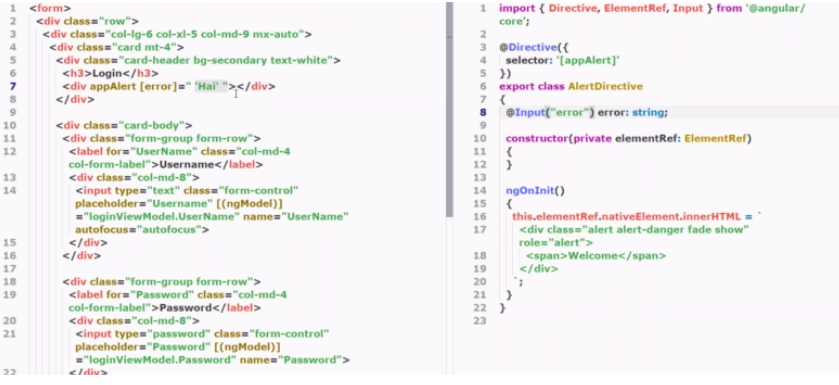 1 <form>
2 <div class="row">
3 <div class="col-lg-6 col-xl-5 col-md-9 mx-auto">
4 <div class="card mt-4">
5 <div class="card-header bg-secondary text-white">
6 <h3>Login</h3>
7 <div appAlert [error]=" 'Hai' "></div>
8 </div>
9
10 <div class="card-body">
11 <div class="form-group form-row">
12 <label for="UserName" class="col-md-4
col-form-label">Username</label>
13 <div class="col-md-8">
14 <input type="text" class="form-control"
placeholder="Username" [(ngModel)]
="loginViewModel.UserName" name="UserName"
autofocus="autofocus">
15 </div>
16 </div>
17
18 <div class="form-group form-row">
19 <label for="Password" class="col-md-4
col-form-label">Password</label>
20 <div class="col-md-8">
21 <input type="password" class="form-control"
placeholder="Password" [(ngModel)]
="loginViewModel.Password" name="Password">
22 </div>
1 import { Directive, ElementRef, Input } from '@angular/
core';
2
3 @Directive({
4 selector: '[appAlert]'
5 })
6 export class AlertDirective
7 {
8 @Input("error") error: string;
9
10 constructor(private elementRef: ElementRef)
11 {
12 }
13
14 ngOnInit()
15 {
16 this.elementRef.nativeElement.innerHTML = `
17 <div class="alert alert-danger fade show"
role="alert">
18 <span>Welcome</span>
19 </div>
20 `;
21 }
22 }
23